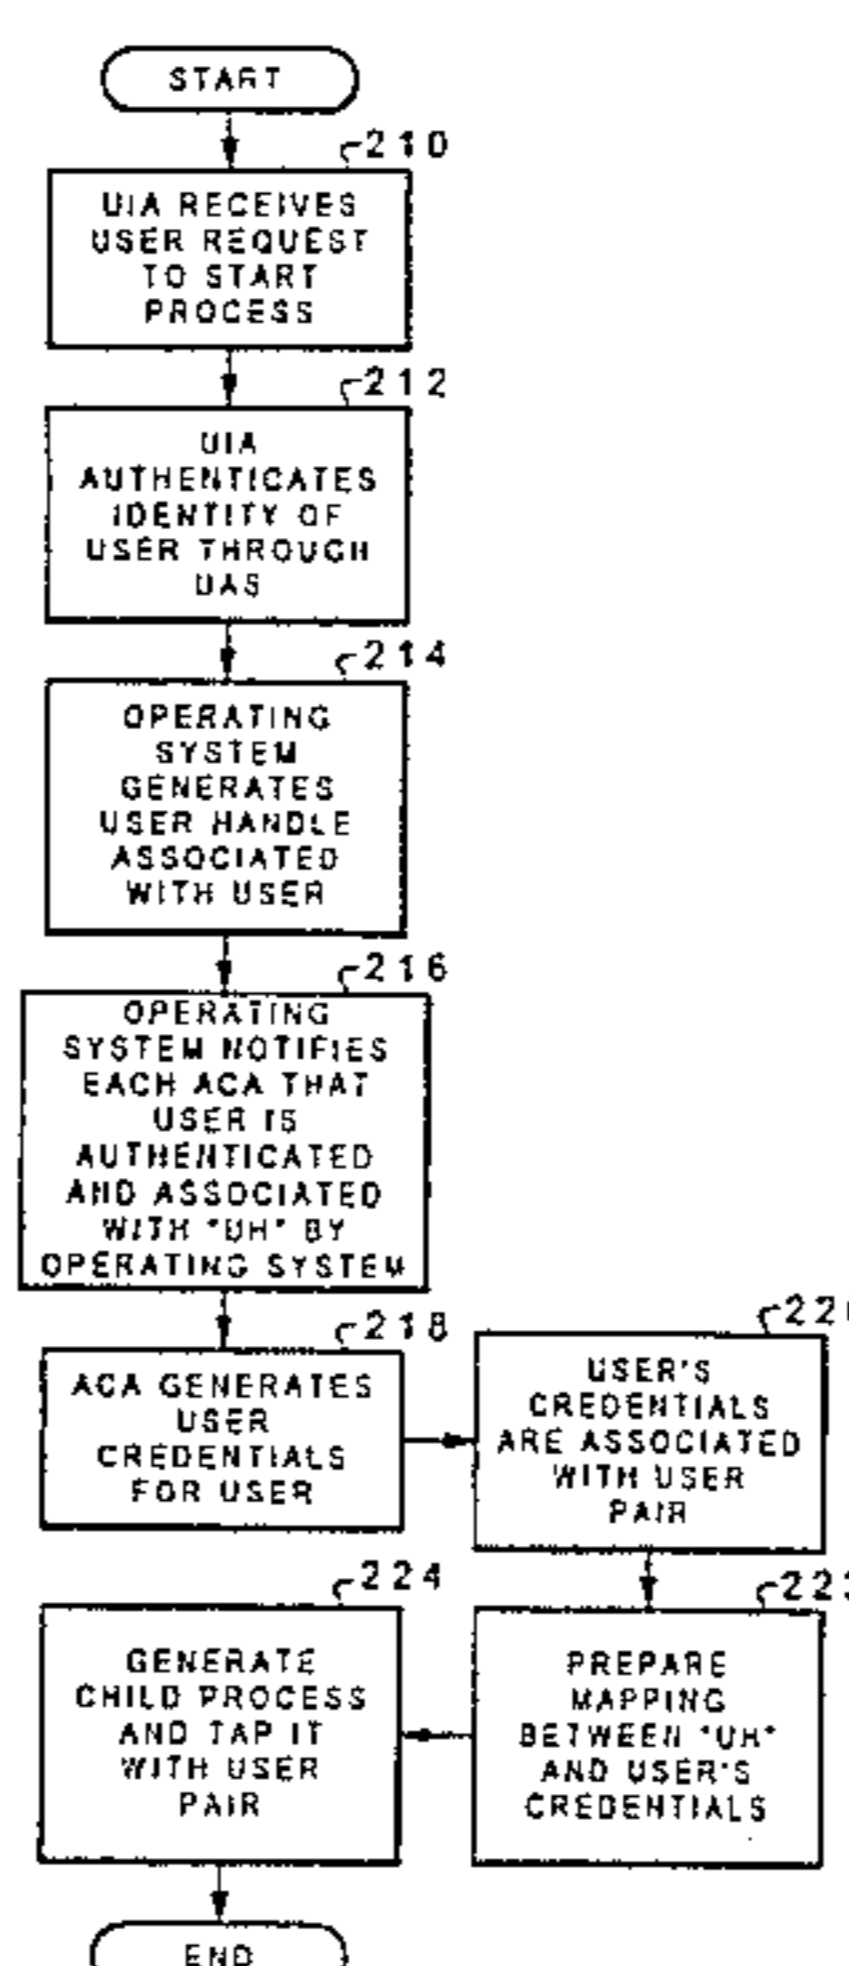 START
210
UIA RECEIVES
USER REQUEST
TO START
PROCESS
212
UIA
AUTHENTICATES
IDENTITY OF
USER THROUGH
UAS
214
OPERATING
SYSTEM
GENERATES
USER HANDLE
ASSOCIATED
WITH USER
216
OPERATING
SYSTEM NOTIFIES
EACH ACA THAT
USER IS
AUTHENTICATED
AND ASSOCIATED
WITH "UH" BY
OPERATING SYSTEM
218
ACA GENERATES
USER
CREDENTIALS
FOR USER
USER'S
CREDENTIALS
ARE ASSOCIATED
WITH USER
PAIR
PREPARE
MAPPING
BETWEEN "UH"
AND USER'S
CREDENTIALS
224
GENERATE
CHILD PROCESS
AND TAP IT
WITH USER
PAIR
END